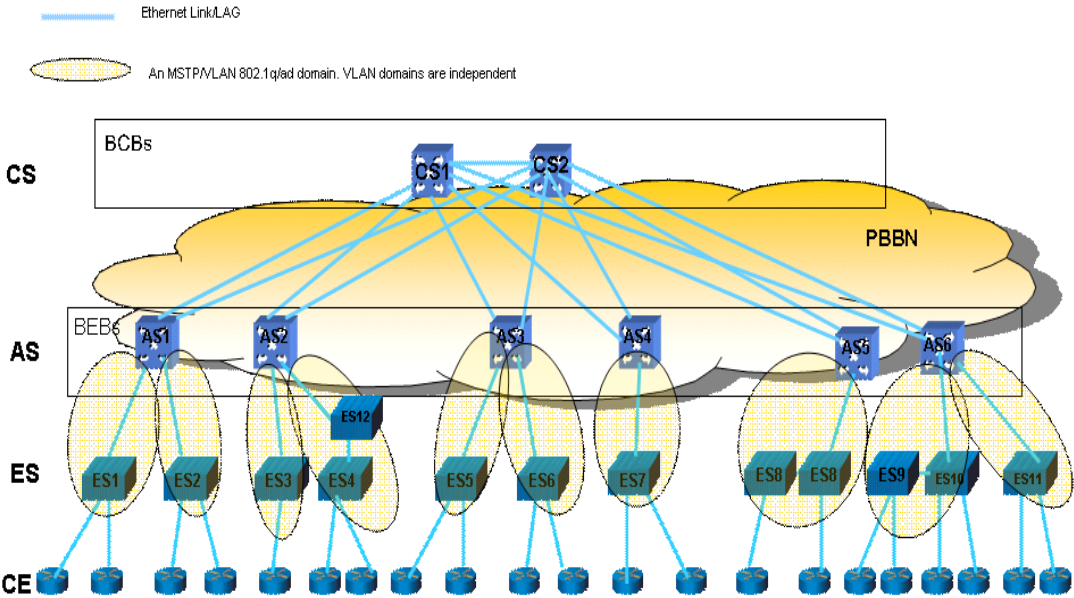 Ethernet Link/LAG
An MSTP/VLAN 802.1q/ad domain. VLAN domains are independent
BCBs
CS
CS1
CS2
PBBN
BEBs
AS
AS1
AS2
AS3
AS4
AS5
AS6
ES12
ES
ES1
ES2
ES3
ES4
ES5
ES6
ES7
ES8
ES8
ES9
ES10
ES11
CE